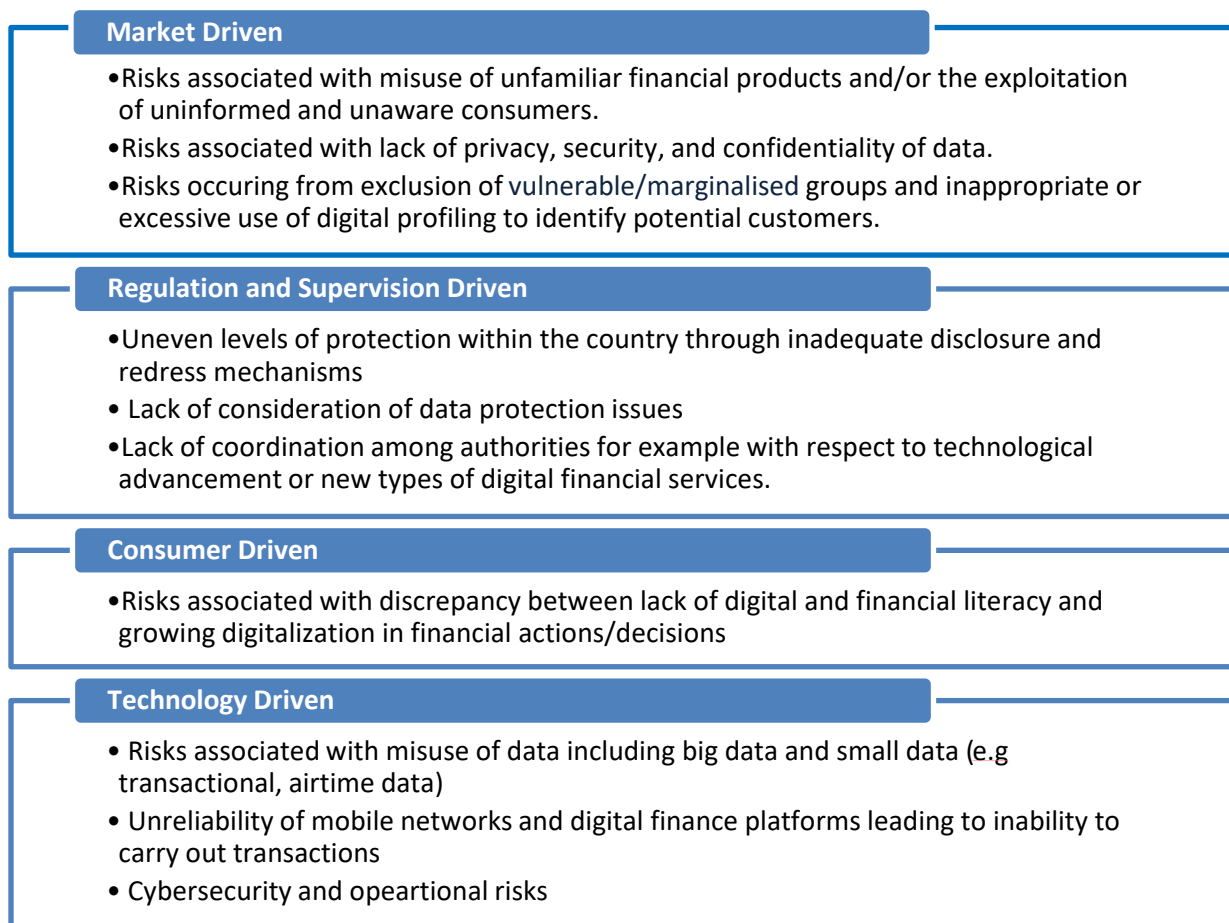 Market Driven
•Risks associated with misuse of unfamiliar financial products and/or the exploitation
of uninformed and unaware consumers.
•Risks associated with lack of privacy, security, and confidentiality of data.
•Risks occuring from exclusion of vulnerable/marginalised groups and inappropriate or
excessive use of digital profiling to identify potential customers.
Regulation and Supervision Driven
•Uneven levels of protection within the country through inadequate disclosure and
redress mechanisms
• Lack of consideration of data protection issues
•Lack of coordination among authorities for example with respect to technological
advancement or new types of digital financial services.
Consumer Driven
•Risks associated with discrepancy between lack of digital and financial literacy and
growing digitalization in financial actions/decisions
Technology Driven
• Risks associated with misuse of data including big data and small data (e.g
transactional, airtime data)
• Unreliability of mobile networks and digital finance platforms leading to inability to
carry out transactions
• Cybersecurity and opeartional risks